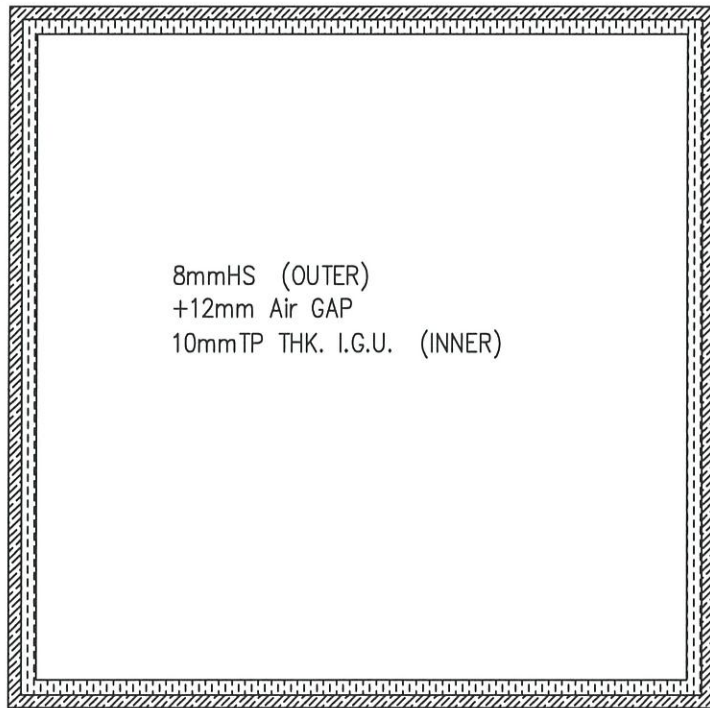 8mmHS (OUTER)
+12mm Air GAP
10mmTP THK. I.G.U. (INNER)